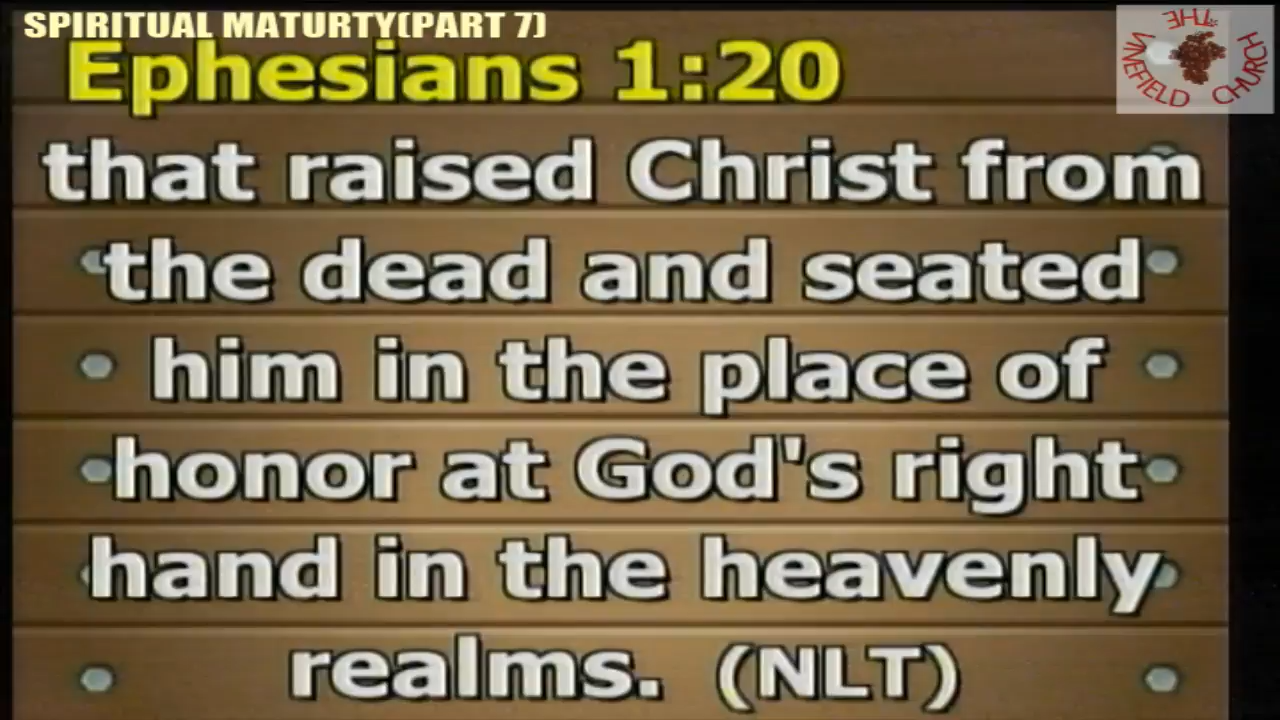 SPIRITUAL MATURTY(PART 7)
THE VINEFIELD CHURCH
Ephesians 1:20
that raised Christ from
the dead and seated
him in the place of
honor at God's right
hand in the heavenly
realms. (NLT)